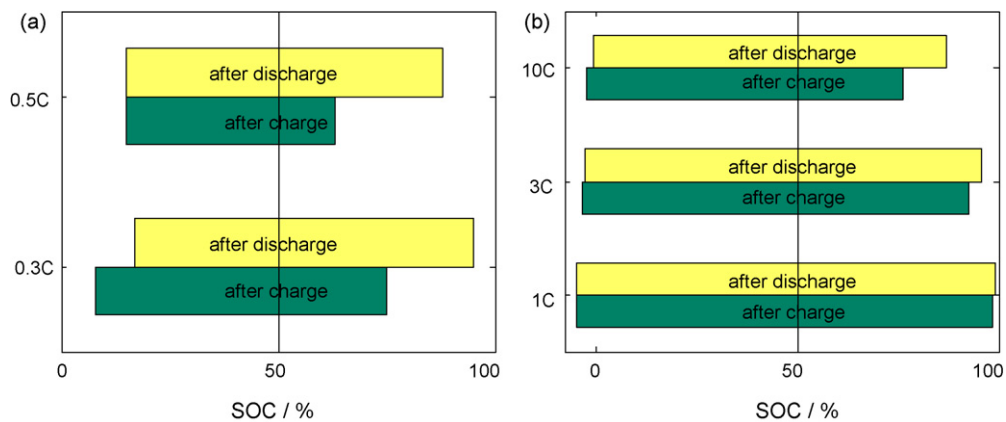 (a)
after discharge
0.5C
after charge
after discharge
0.3C
after charge
0
50
100
SOC / %
(b)
after discharge
10C
after charge
after discharge
3C
after charge
after discharge
1C
after charge
0
50
100
SOC / %